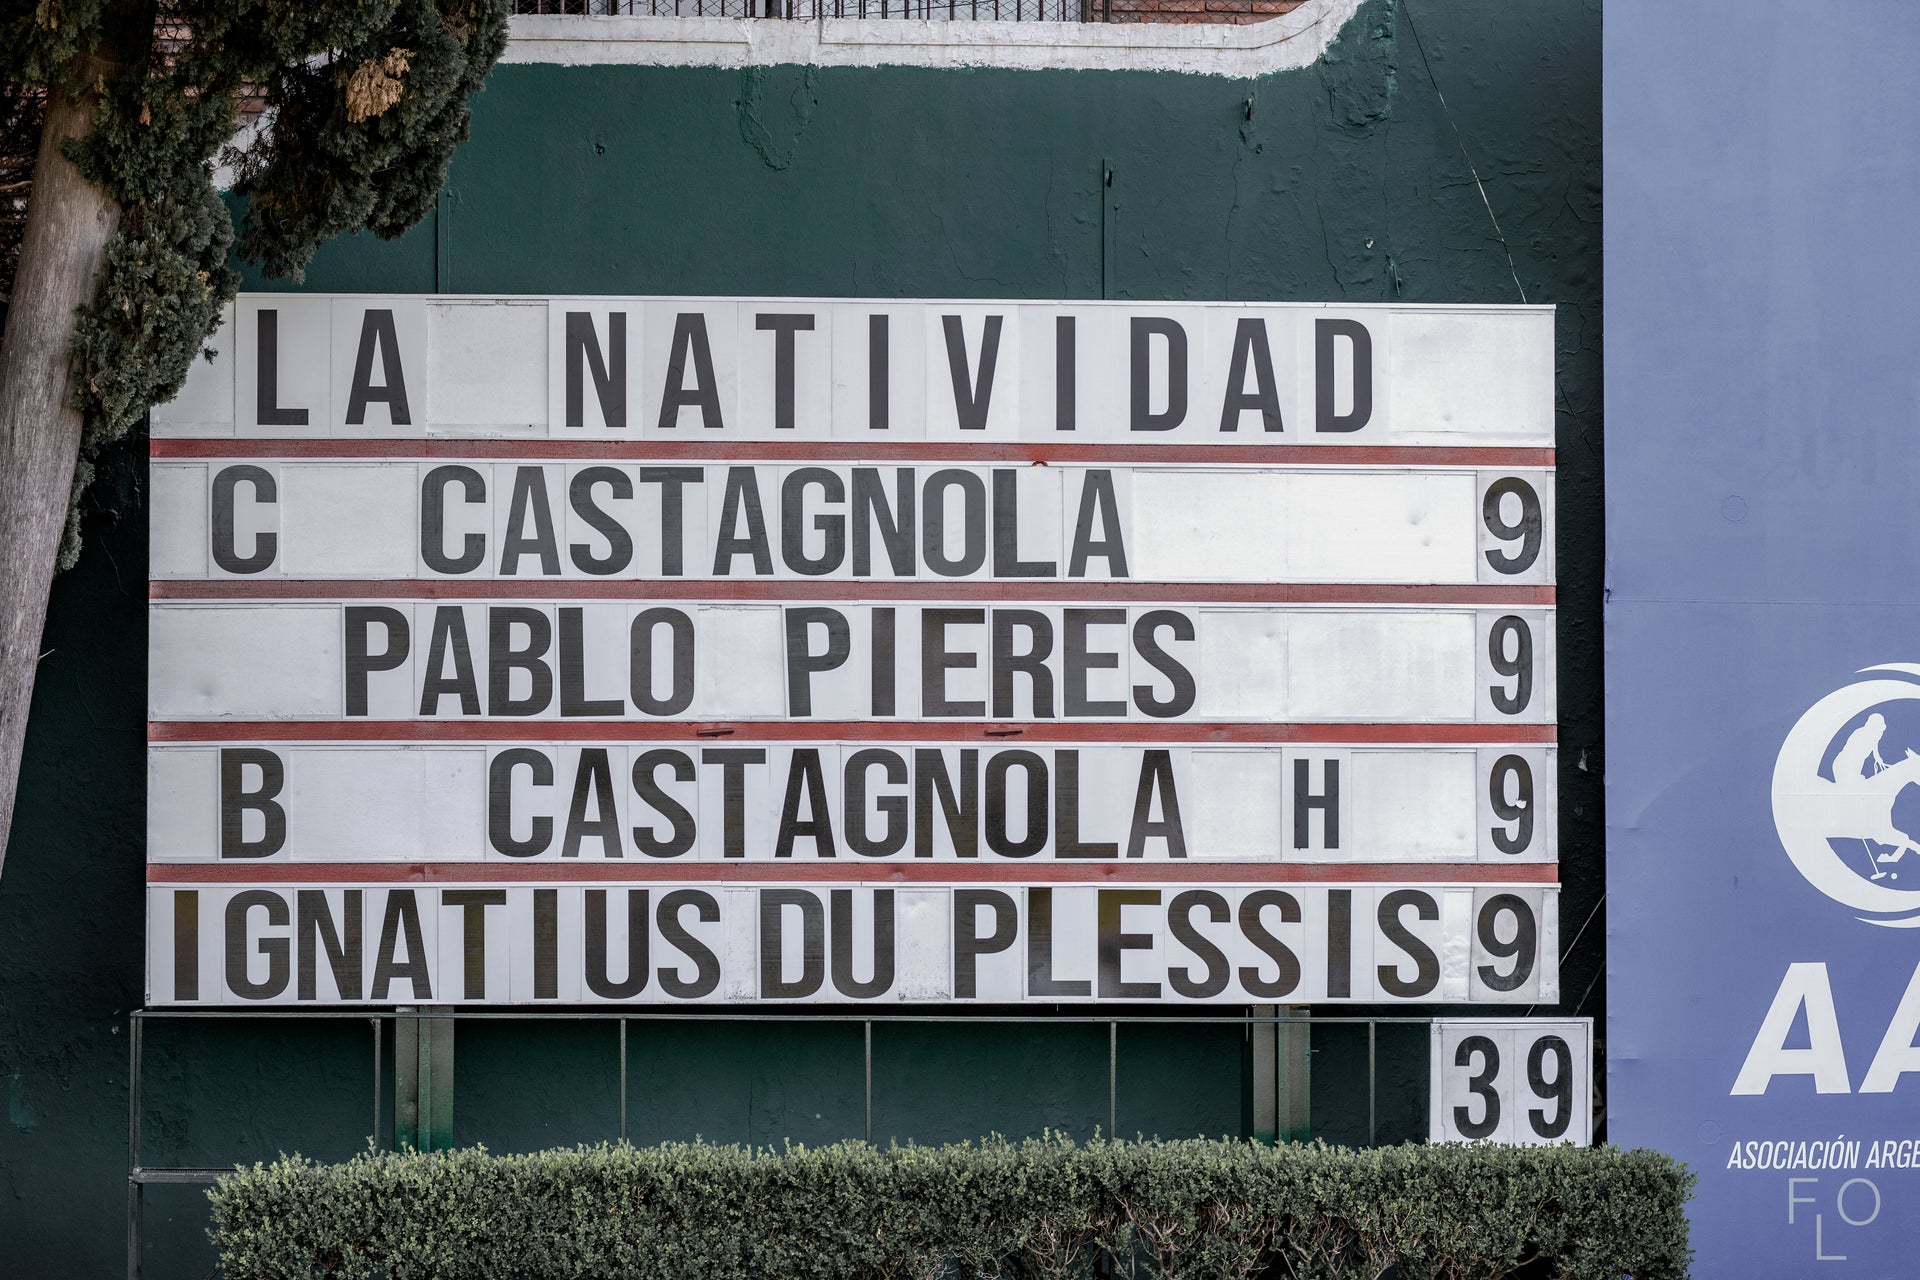 LA NATIVIDAD
C CASTAGNOLA 9
PABLO PIERES 9
B CASTAGNOLA H 9
IGNATIUS DU PLESSIS 9
39
AA
ASOCIACIÓN ARGE
FOL